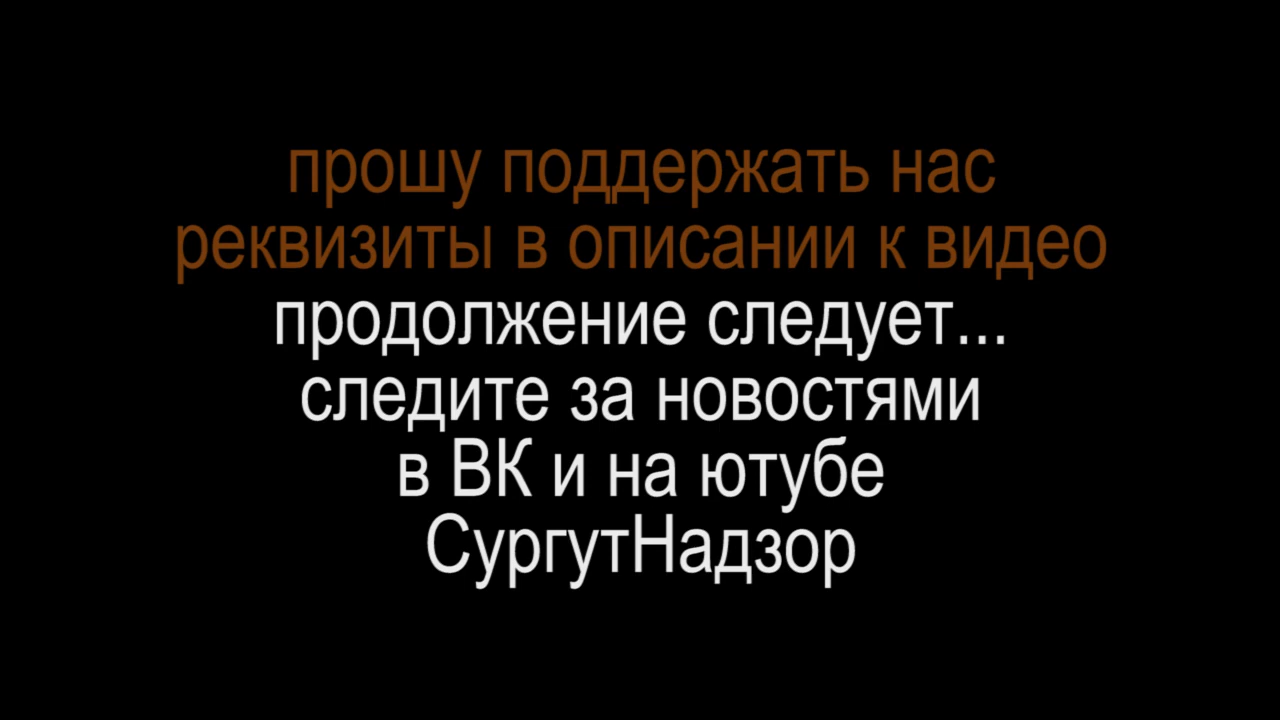 прошу поддержать нас
реквизиты в описании к видео
продолжение следует...
следите за новостями
в ВК и на ютубе
СургутНадзор